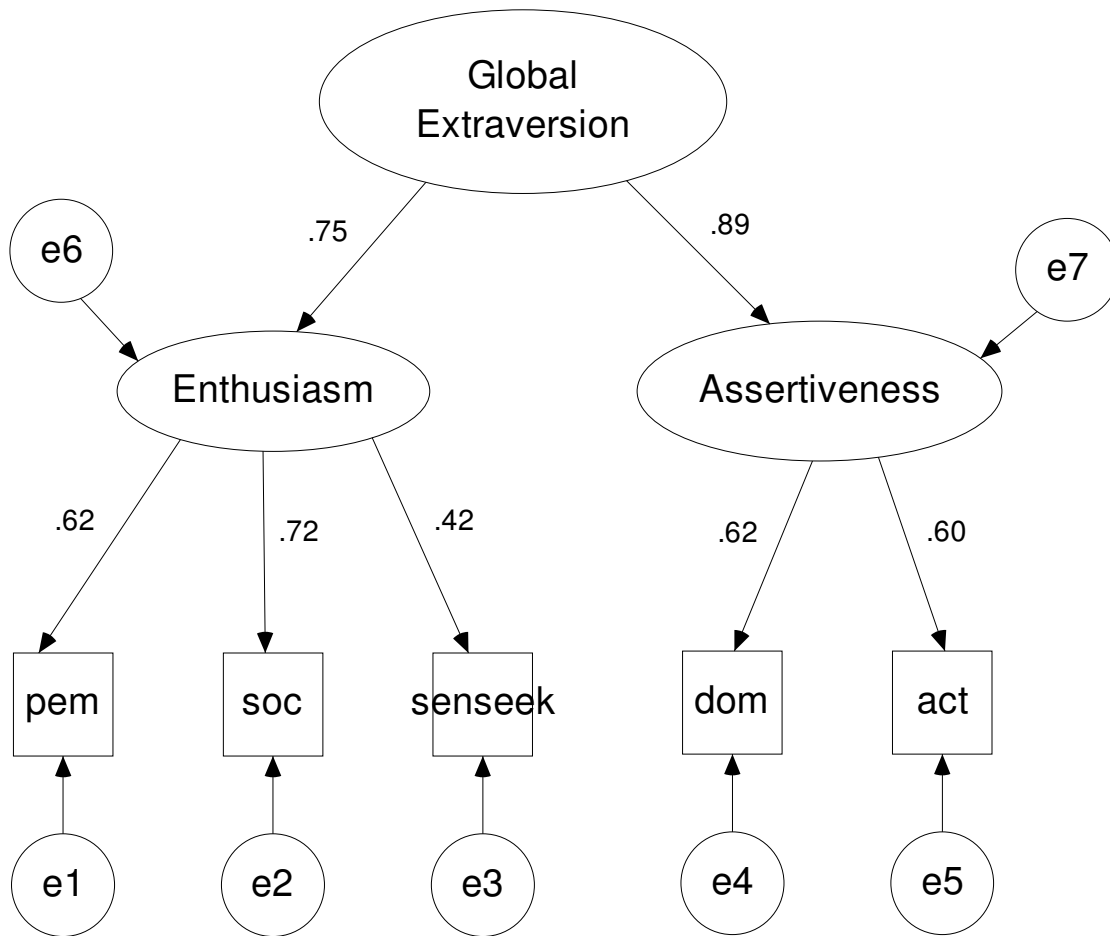 Global
Extraversion
.75
.89
e6
e7
Enthusiasm
Assertiveness
.62
.72
.42
.62
.60
pem
soc
senseek
dom
act
e1
e2
e3
e4
e5